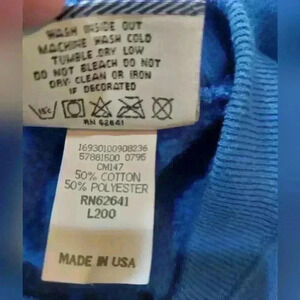 WASH INSIDE OUT
MACHINE WASH COLD
TUMBLE DRY LOW
DO NOT BLEACH DO NOT
DRY CLEAN OR IRON
IF DECORATED
RN 62641
16930100908236
57881500 0795
CM147
50% COTTON
50% POLYESTER
RN62641
L200
MADE IN USA